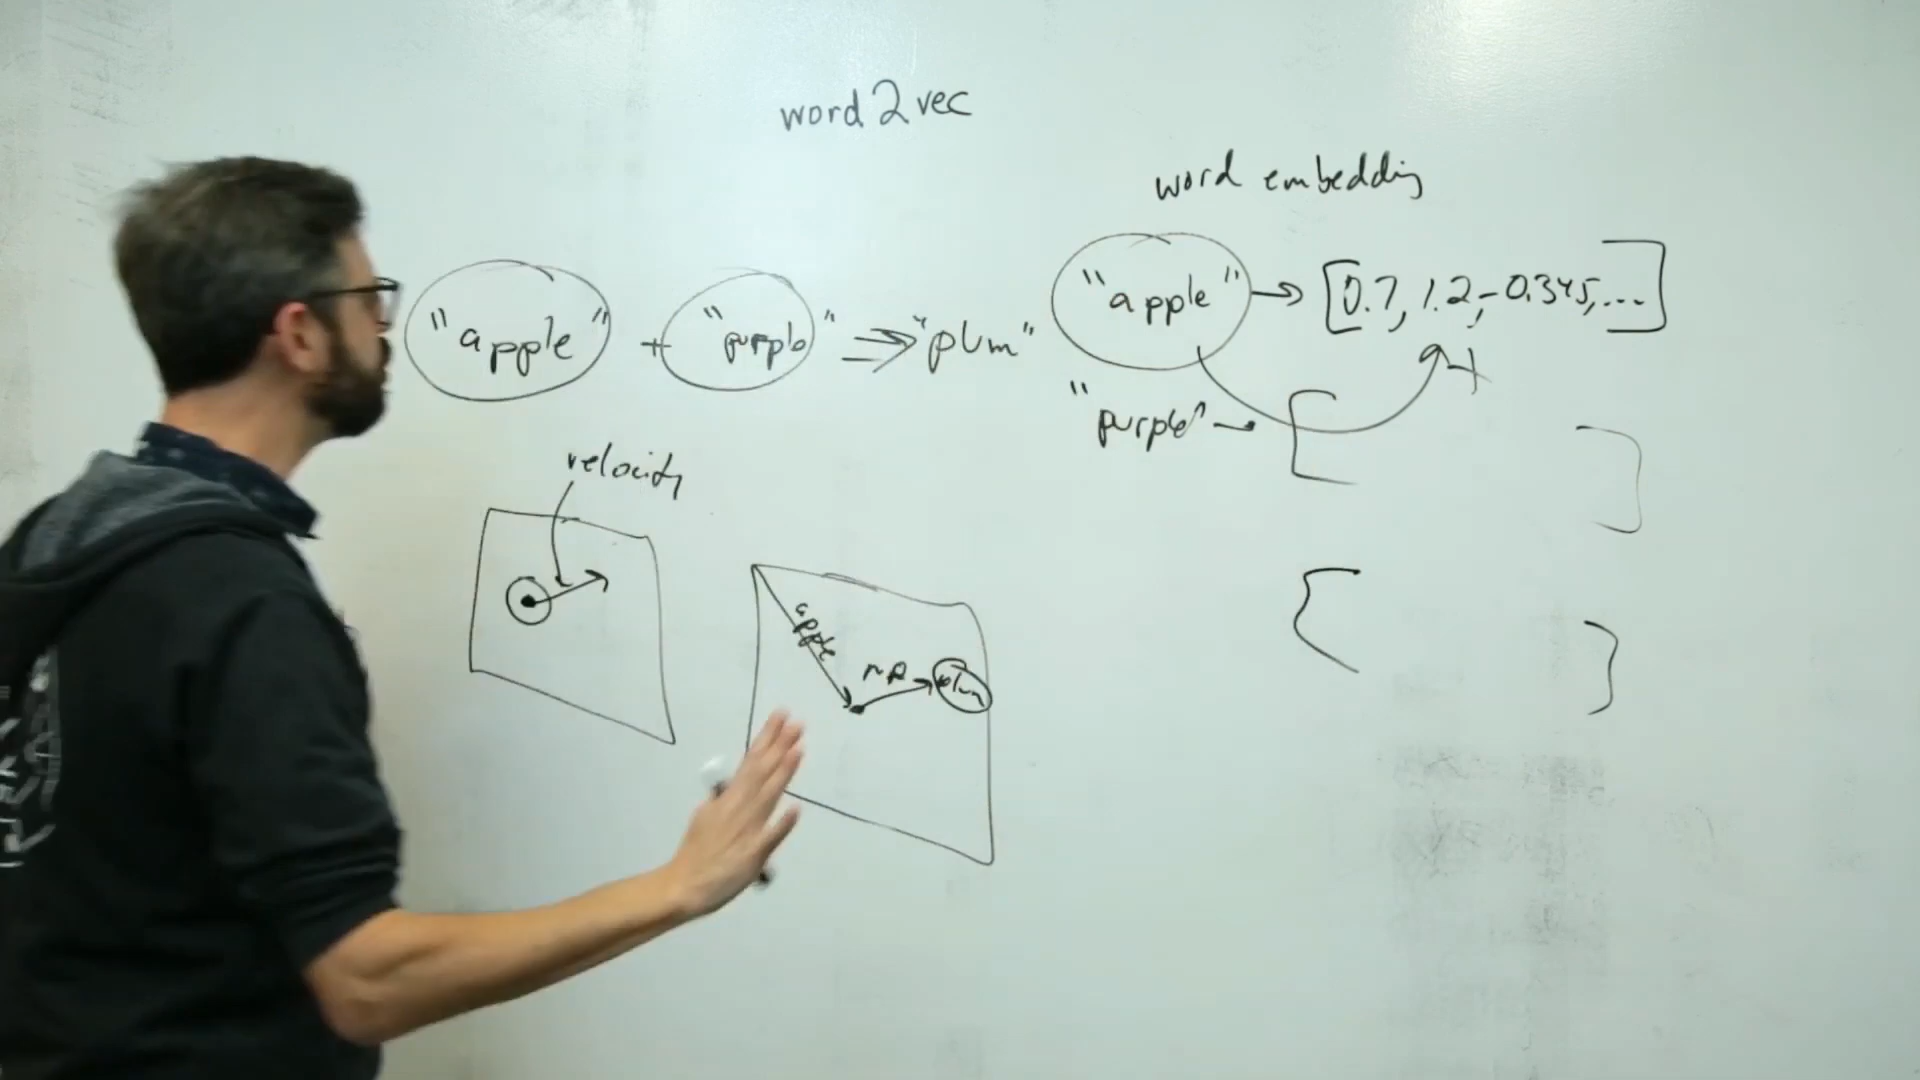 word2vec
word embedding
"apple" + "purple" ⇒ "plum"
"apple" → [0.7, 1.2, -0.345, ...]
+
"purple" → [ ]
velocity
[ ]
apple
plum